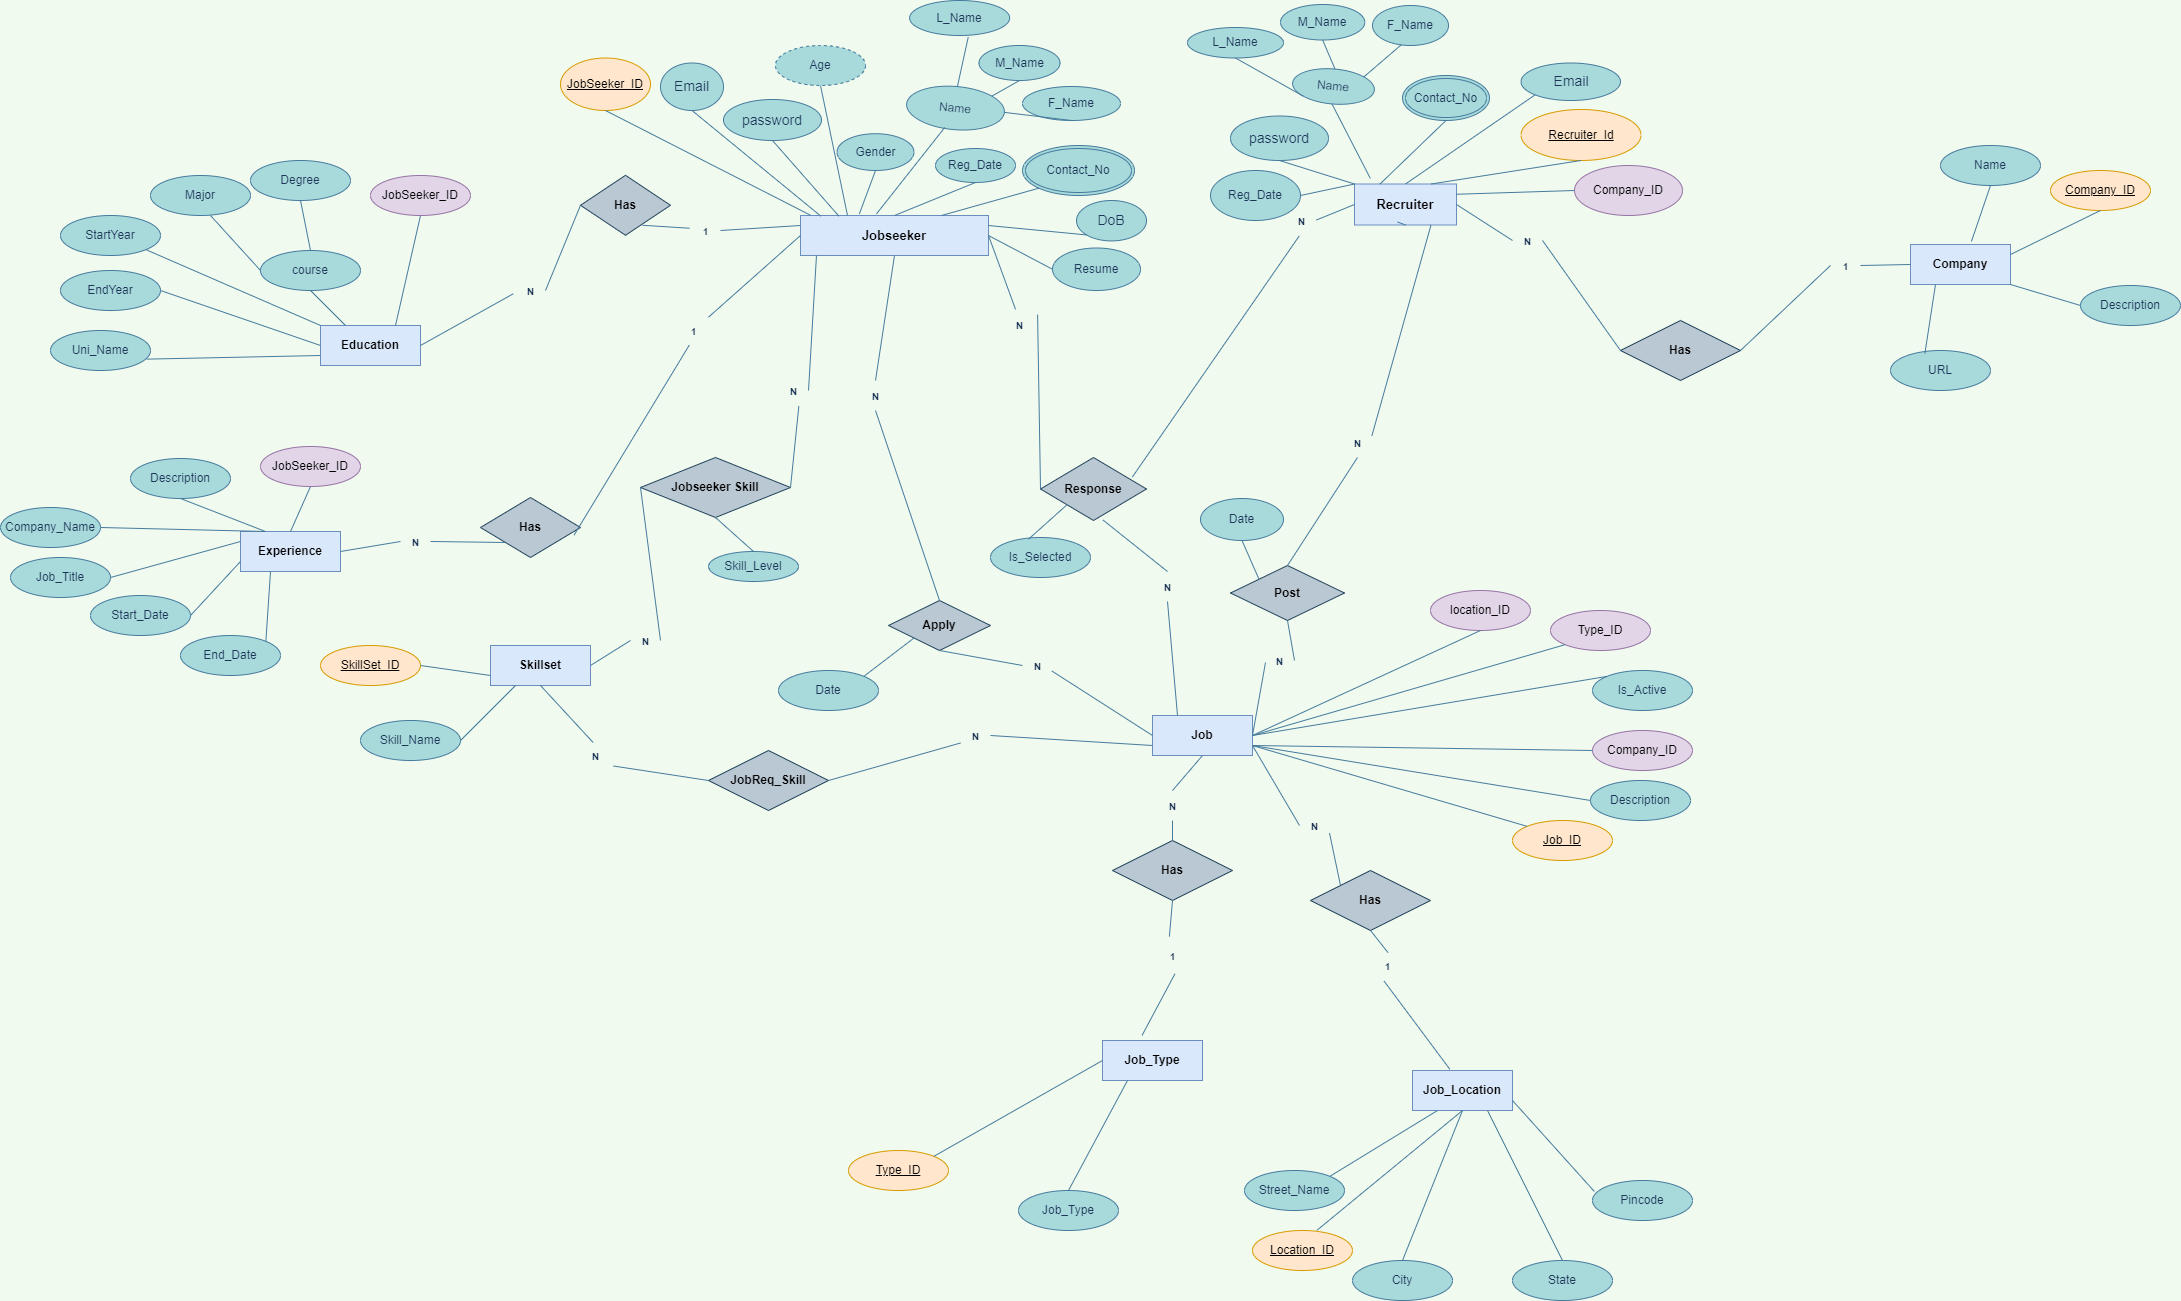 L_Name
M_Name
F_Name
L_Name
M_Name
Age
JobSeeker_ID
Email
Name
F_Name
Name
Contact_No
Email
password
Gender
Reg_Date
Contact_No
password
Recruiter_Id
Name
Company_ID
Degree
Major
JobSeeker_ID
Has
DoB
Reg_Date
Company_ID
Recruiter
StartYear
course
1
Jobseeker
N
N
Resume
Company
1
EndYear
N
Description
Education
Uni_Name
1
N
Has
URL
N
N
N
JobSeeker_ID
Description
Jobseeker Skill
Response
Company_Name
Has
Date
Experience
N
Is_Selected
Job_Title
Skill_Level
N
Post
Start_Date
Apply
location_ID
Type_ID
End_Date
N
SkillSet_ID
Skillset
N
N
Date
Is_Active
Skill_Name
N
N
Job
Company_ID
JobReq_Skill
N
N
Description
Job_ID
Has
Has
1
1
Job_Type
Job_Location
Type_ID
Job_Type
Street_Name
Pincode
Location_ID
City
State